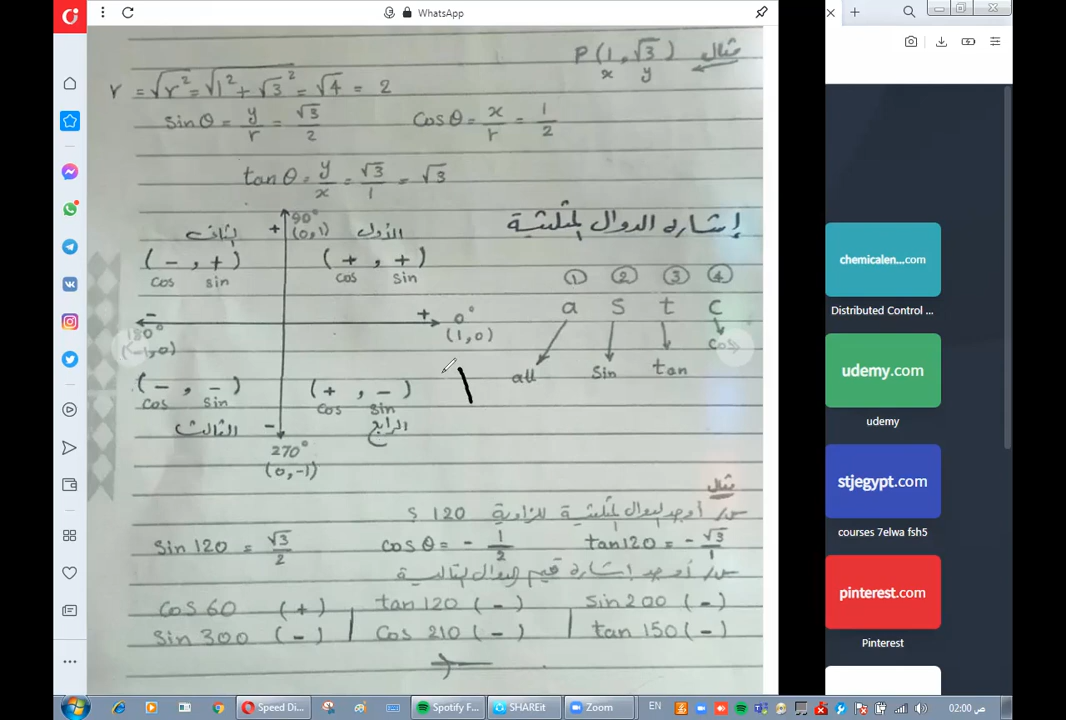 WhatsApp
مثال P(1, √3)
x y
r = √r² = √1² + √3² = √4 = 2
sinθ = y/r = √3/2 cosθ = x/r = 1/2
tanθ = y/x = √3/1 = √3
إشارة الدوال المثلثية
① ② ③ ④
a S t C
all Sin tan cos
90°
(0,1)
+
الأول
(+ , +)
cos sin
الثانى
(- , +)
cos sin
+ 0°
(1,0)
-
180°
(-1,0)
(- , -)
cos sin
الثالث
(+ , -)
cos sin
الرابع
-
270°
(0,-1)
مثال
س/ أوجد الدوال المثلثية للزاوية 120 ؟
sin 120 = √3/2 cosθ = - 1/2 tan120 = - √3/1
س/ أوجد إشارة قيم الدوال التالية
cos 60 (+) tan 120 (-) sin 200 (-)
sin 300 (-) cos 210 (-) tan 150 (-)
chemicalen...com
Distributed Control ...
udemy.com
udemy
stjegypt.com
courses 7elwa fsh5
pinterest.com
Pinterest
Speed Di...
Spotify ...
SHAREit
Zoom
EN
02:00 ص